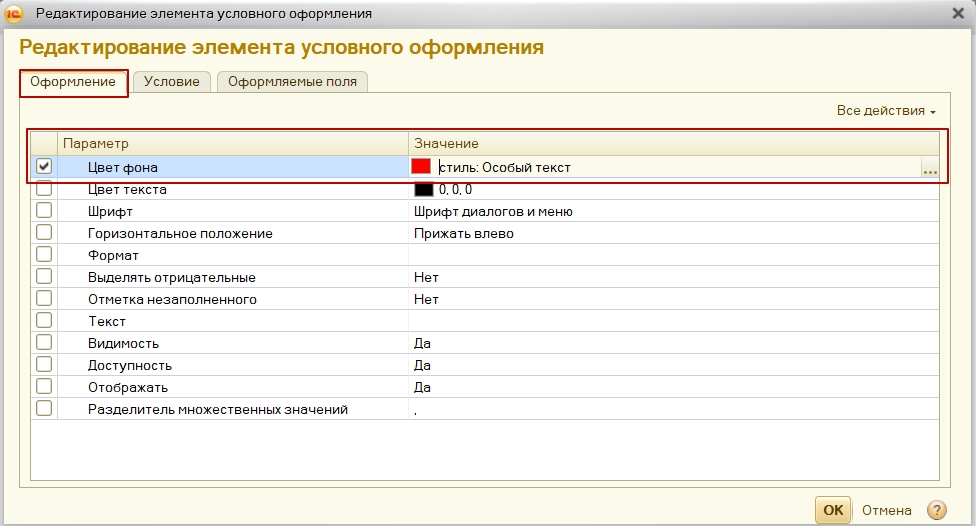 1С Редактирование элемента условного оформления
Редактирование элемента условного оформления
Оформление Условие Оформляемые поля
Все действия
Параметр Значение
Цвет фона стиль: Особый текст ...
Цвет текста 0, 0, 0
Шрифт Шрифт диалогов и меню
Горизонтальное положение Прижать влево
Формат
Выделять отрицательные Нет
Отметка незаполненного Нет
Текст
Видимость Да
Доступность Да
Отображать Да
Разделитель множественных значений ,
OK Отмена ?